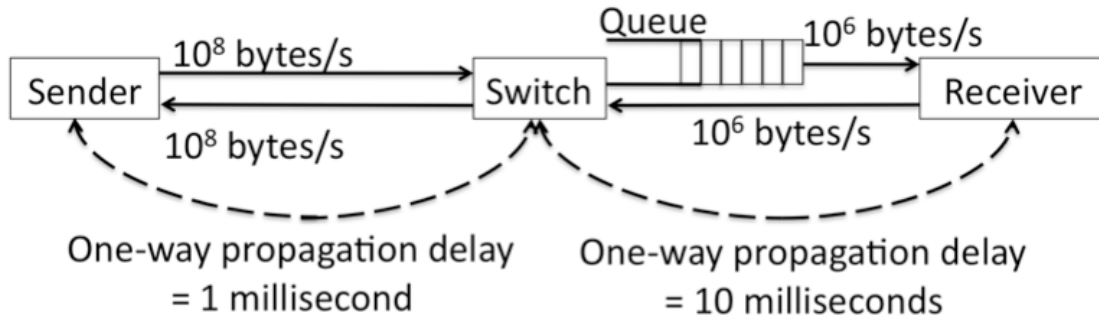 Queue
10⁸ bytes/s
10⁶ bytes/s
Sender
Switch
Receiver
10⁸ bytes/s
10⁶ bytes/s
One-way propagation delay
= 1 millisecond
One-way propagation delay
= 10 milliseconds